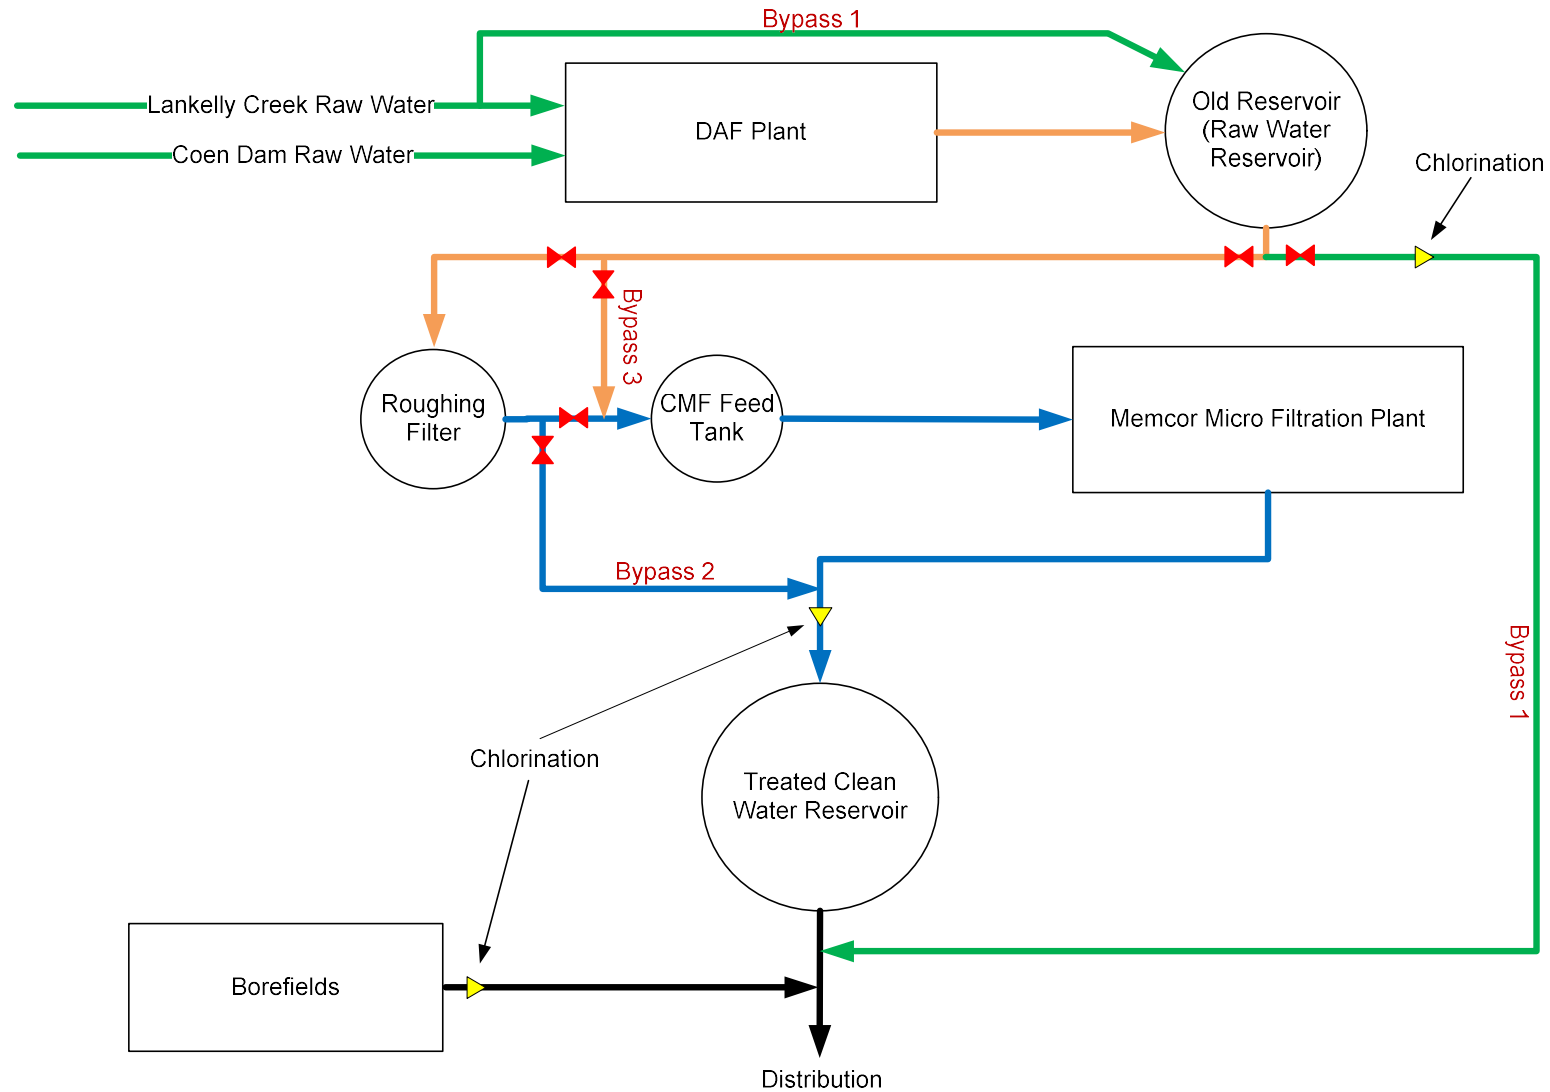 Bypass 1
Lankelly Creek Raw Water
Coen Dam Raw Water
DAF Plant
Old Reservoir
(Raw Water
Reservoir)
Chlorination
Bypass 3
Roughing
Filter
CMF Feed
Tank
Memcor Micro Filtration Plant
Bypass 2
Bypass 1
Chlorination
Treated Clean
Water Reservoir
Borefields
Distribution